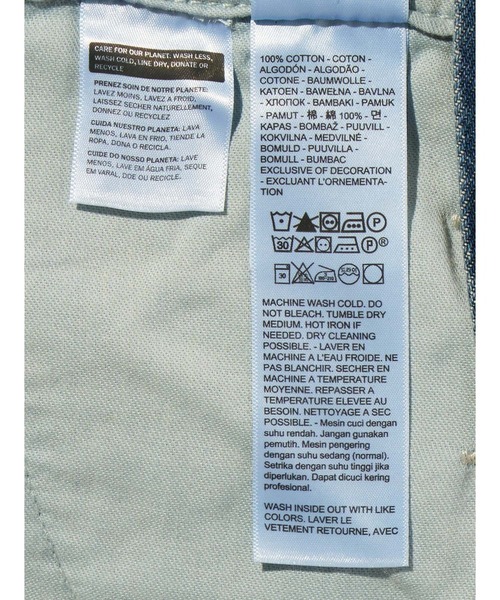 CARE FOR OUR PLANET: WASH LESS,
WASH COLD, LINE DRY, DONATE OR
RECYCLE
PRENEZ SOIN DE NOTRE PLANETE:
LAVEZ MOINS, LAVEZ A FROID,
LAISSEZ SECHER NATURELLEMENT,
DONNEZ OU RECYCLEZ
CUIDA NUESTRO PLANETA: LAVA
MENOS, LAVA EN FRIO, TIENDE LA
ROPA, DONA O RECICLA.
CUIDE DO NOSSO PLANETA: LAVE
MENOS, LAVE EM ÁGUA FRIA, SEQUE
EM VARAL, DOE OU RECICLE.
100% COTTON - COTON -
ALGODÓN - ALGODÃO -
COTONE - BAUMWOLLE -
KATOEN - BAWEŁNA - BAVLNA
- ХЛОПОК - BAMBAKI - PAMUK
- PAMUT - 棉 - 綿 100% - 면 -
KAPAS - BOMBAŽ - PUUVILL -
KOKVILNA - MEDVILNĖ -
BOMULD - PUUVILLA -
BOMULL - BUMBAC
EXCLUSIVE OF DECORATION
- EXCLUANT L'ORNEMENTA-
TION
P
30 P®
30
MACHINE WASH COLD. DO
NOT BLEACH. TUMBLE DRY
MEDIUM. HOT IRON IF
NEEDED. DRY CLEANING
POSSIBLE. - LAVER EN
MACHINE A L'EAU FROIDE. NE
PAS BLANCHIR. SECHER EN
MACHINE A TEMPERATURE
MOYENNE. REPASSER A
TEMPERATURE ELEVEE AU
BESOIN. NETTOYAGE A SEC
POSSIBLE. - Mesin cuci dengan
suhu rendah. Jangan gunakan
pemutih. Mesin pengering
dengan suhu sedang (normal).
Setrika dengan suhu tinggi jika
diperlukan. Dapat dicuci kering
profesional.
WASH INSIDE OUT WITH LIKE
COLORS. LAVER LE
VETEMENT RETOURNE, AVEC